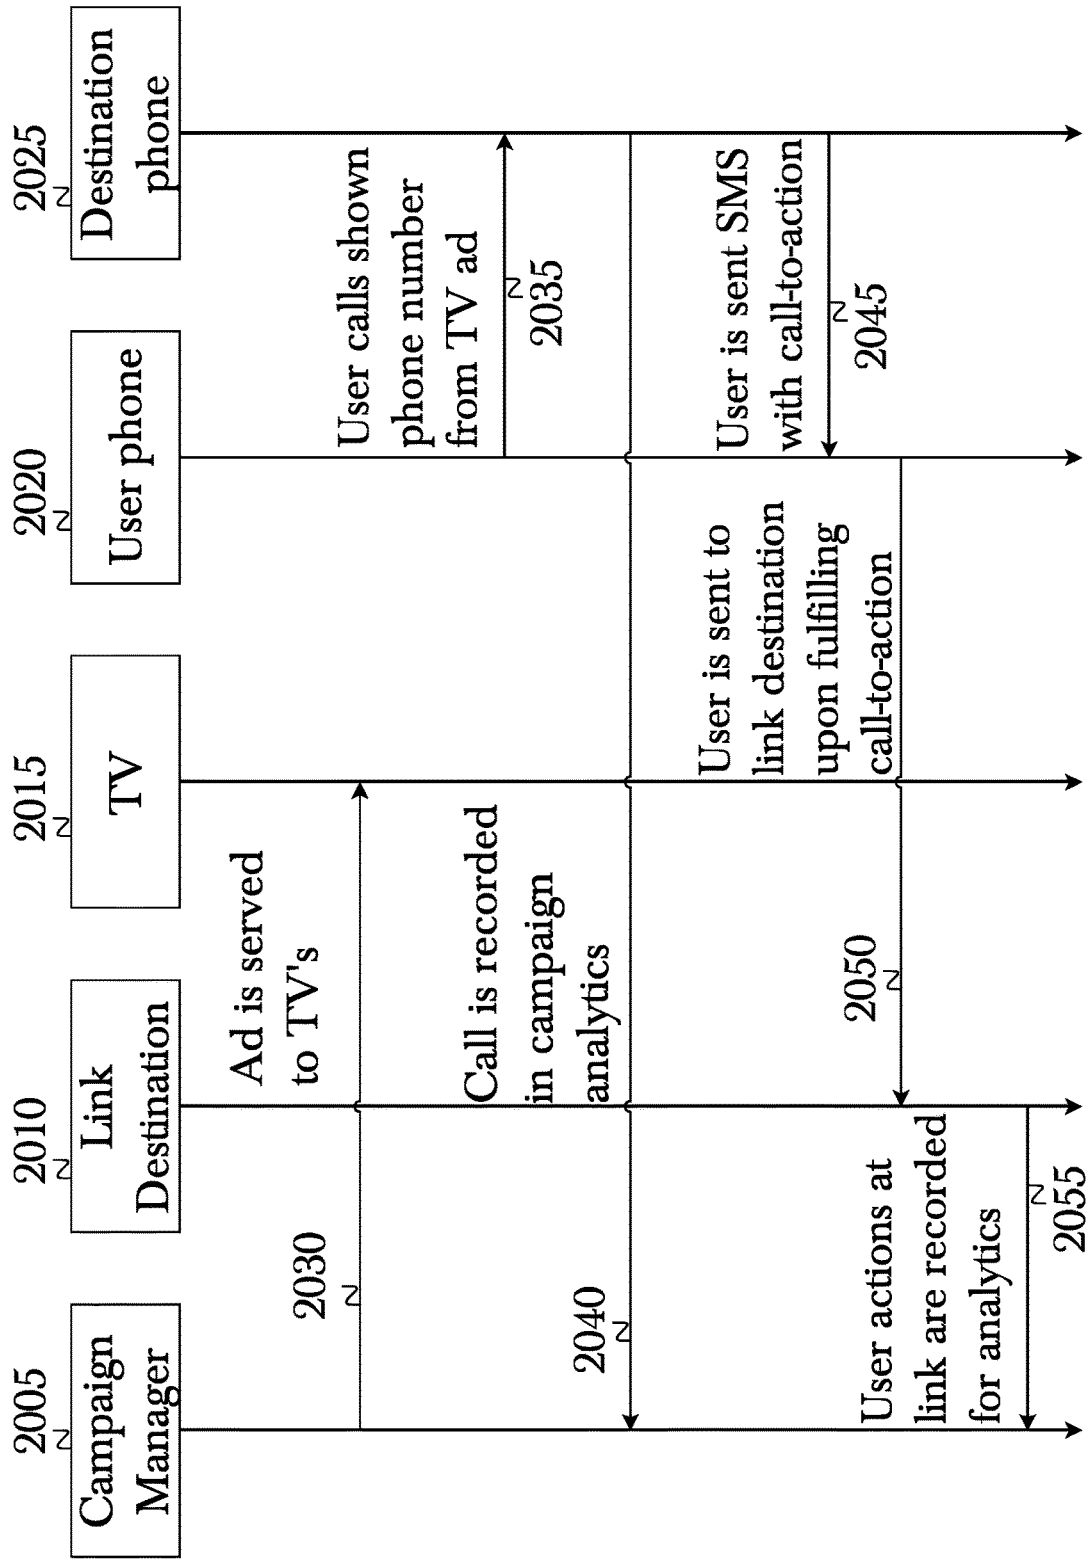 2005
Campaign
Manager
2010
Link
Destination
2015
TV
2020
User phone
2025
Destination
phone
Ad is served
to TV's
2030
User calls shown
phone number
from TV ad
2035
Call is recorded
in campaign
analytics
2040
User is sent SMS
with call-to-action
2045
User is sent to
link destination
upon fulfilling
call-to-action
2050
User actions at
link are recorded
for analytics
2055